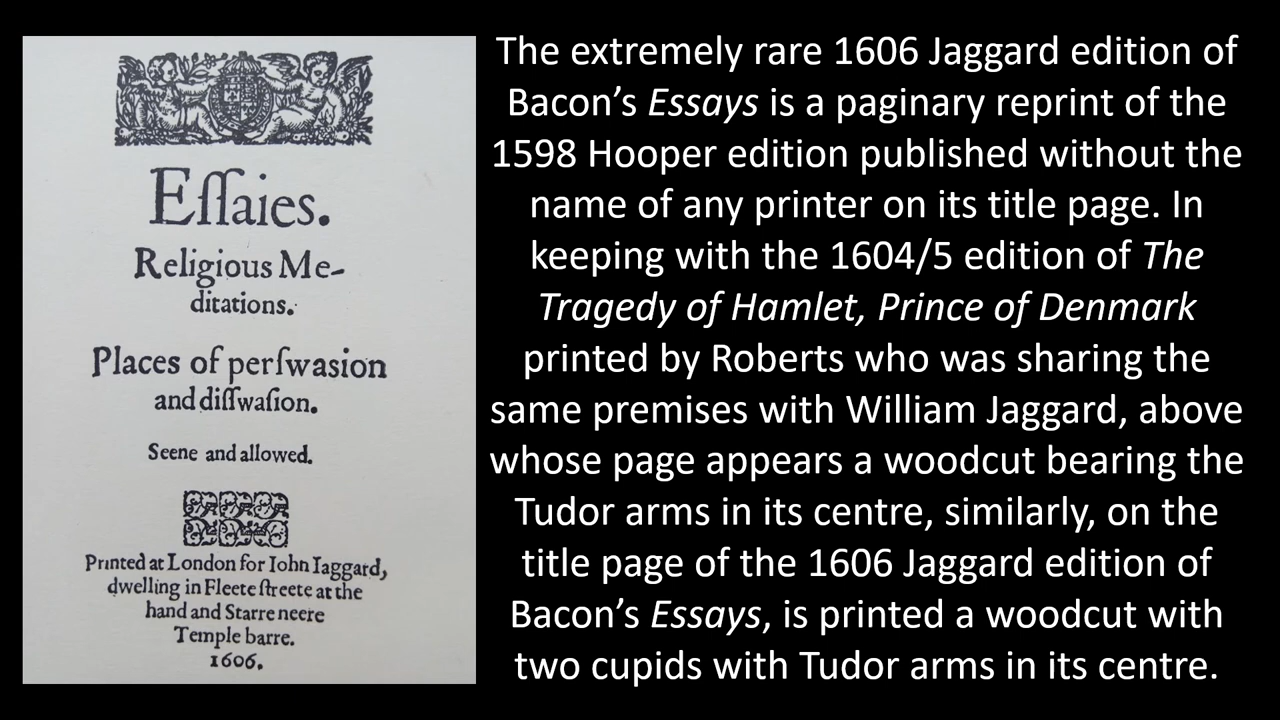 Eſſaies.
Religious Me-
ditations.
Places of perſwasion
and diſſwaſion.
Seene and allowed.
Printed at London for Iohn Iaggard,
dwelling in Fleete ſtreete at the
hand and Starre neere
Temple barre.
1606.
The extremely rare 1606 Jaggard edition of
Bacon’s Essays is a paginary reprint of the
1598 Hooper edition published without the
name of any printer on its title page. In
keeping with the 1604/5 edition of The
Tragedy of Hamlet, Prince of Denmark
printed by Roberts who was sharing the
same premises with William Jaggard, above
whose page appears a woodcut bearing the
Tudor arms in its centre, similarly, on the
title page of the 1606 Jaggard edition of
Bacon’s Essays, is printed a woodcut with
two cupids with Tudor arms in its centre.